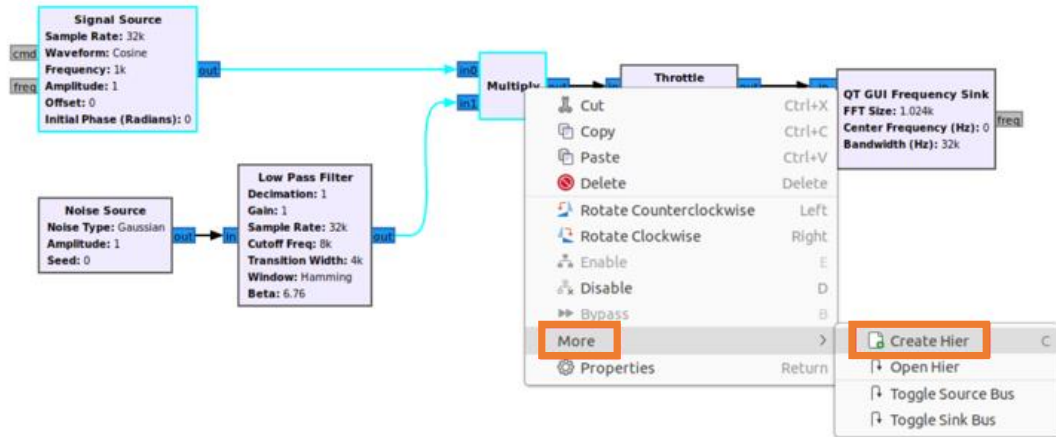 Signal Source
Sample Rate: 32k
Waveform: Cosine
Frequency: 1k
Amplitude: 1
Offset: 0
Initial Phase (Radians): 0
cmd
freq
out
in0
in1
Multiply
out
in
Throttle
out
in
QT GUI Frequency Sink
FFT Size: 1.024k
Center Frequency (Hz): 0
Bandwidth (Hz): 32k
freq
Noise Source
Noise Type: Gaussian
Amplitude: 1
Seed: 0
out
in
Low Pass Filter
Decimation: 1
Gain: 1
Sample Rate: 32k
Cutoff Freq: 8k
Transition Width: 4k
Window: Hamming
Beta: 6.76
out
Cut Ctrl+X
Copy Ctrl+C
Paste Ctrl+V
Delete Delete
Rotate Counterclockwise Left
Rotate Clockwise Right
Enable E
Disable D
Bypass B
More
Properties Return
Create Hier C
Open Hier
Toggle Source Bus
Toggle Sink Bus